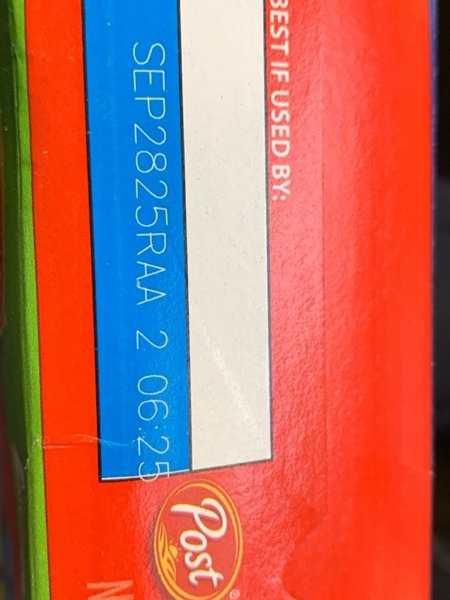 BEST IF USED BY:
SEP2825RAA 2 06:25
Post